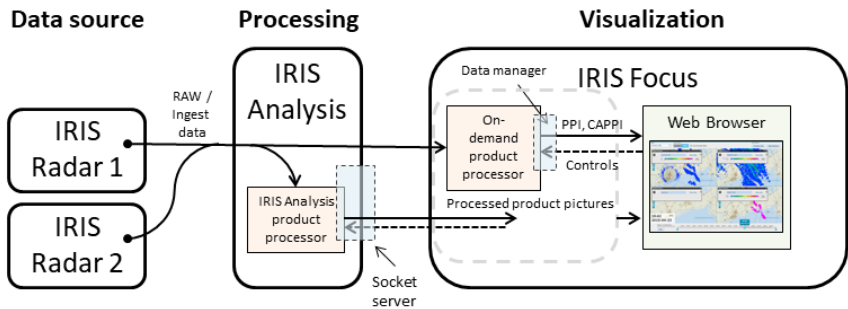 Data source
Processing
Visualization
IRIS
Radar 1
IRIS
Radar 2
RAW /
Ingest
data
IRIS
Analysis
IRIS Analysis
product
processor
Socket
server
IRIS Focus
Data manager
On-
demand
product
processor
PPI, CAPPI
Controls
Processed product pictures
Web Browser